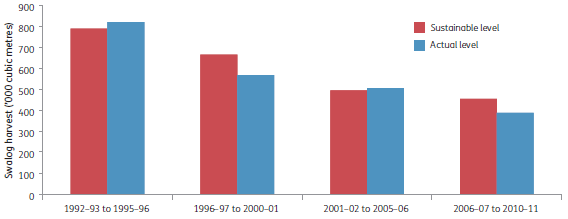 Swalog harvest ('000 cubic metres)
900
800
700
600
500
400
300
200
100
0
Sustainable level
Actual level
1992–93 to 1995–96
1996–97 to 2000–01
2001–02 to 2005–06
2006–07 to 2010–11